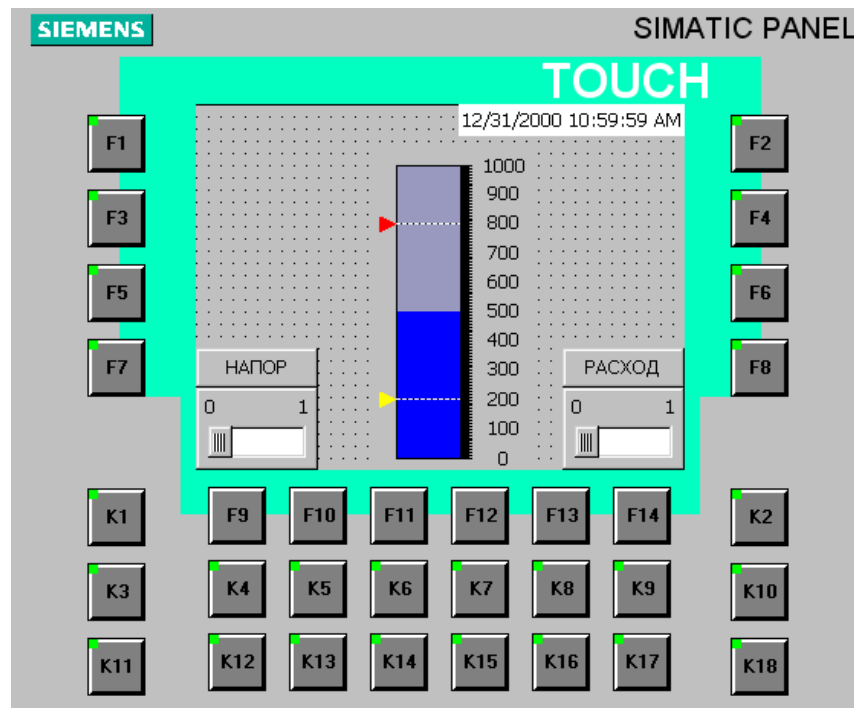 SIEMENS SIMATIC PANEL
TOUCH
12/31/2000 10:59:59 AM
F1 F2
1000
900
F3 800 F4
700
600
F5 F6
500
400
F7 НАПОР 300 РАСХОД F8
0 1 200 0 1
100
0
K1 F9 F10 F11 F12 F13 F14 K2
K3 K4 K5 K6 K7 K8 K9 K10
K11 K12 K13 K14 K15 K16 K17 K18